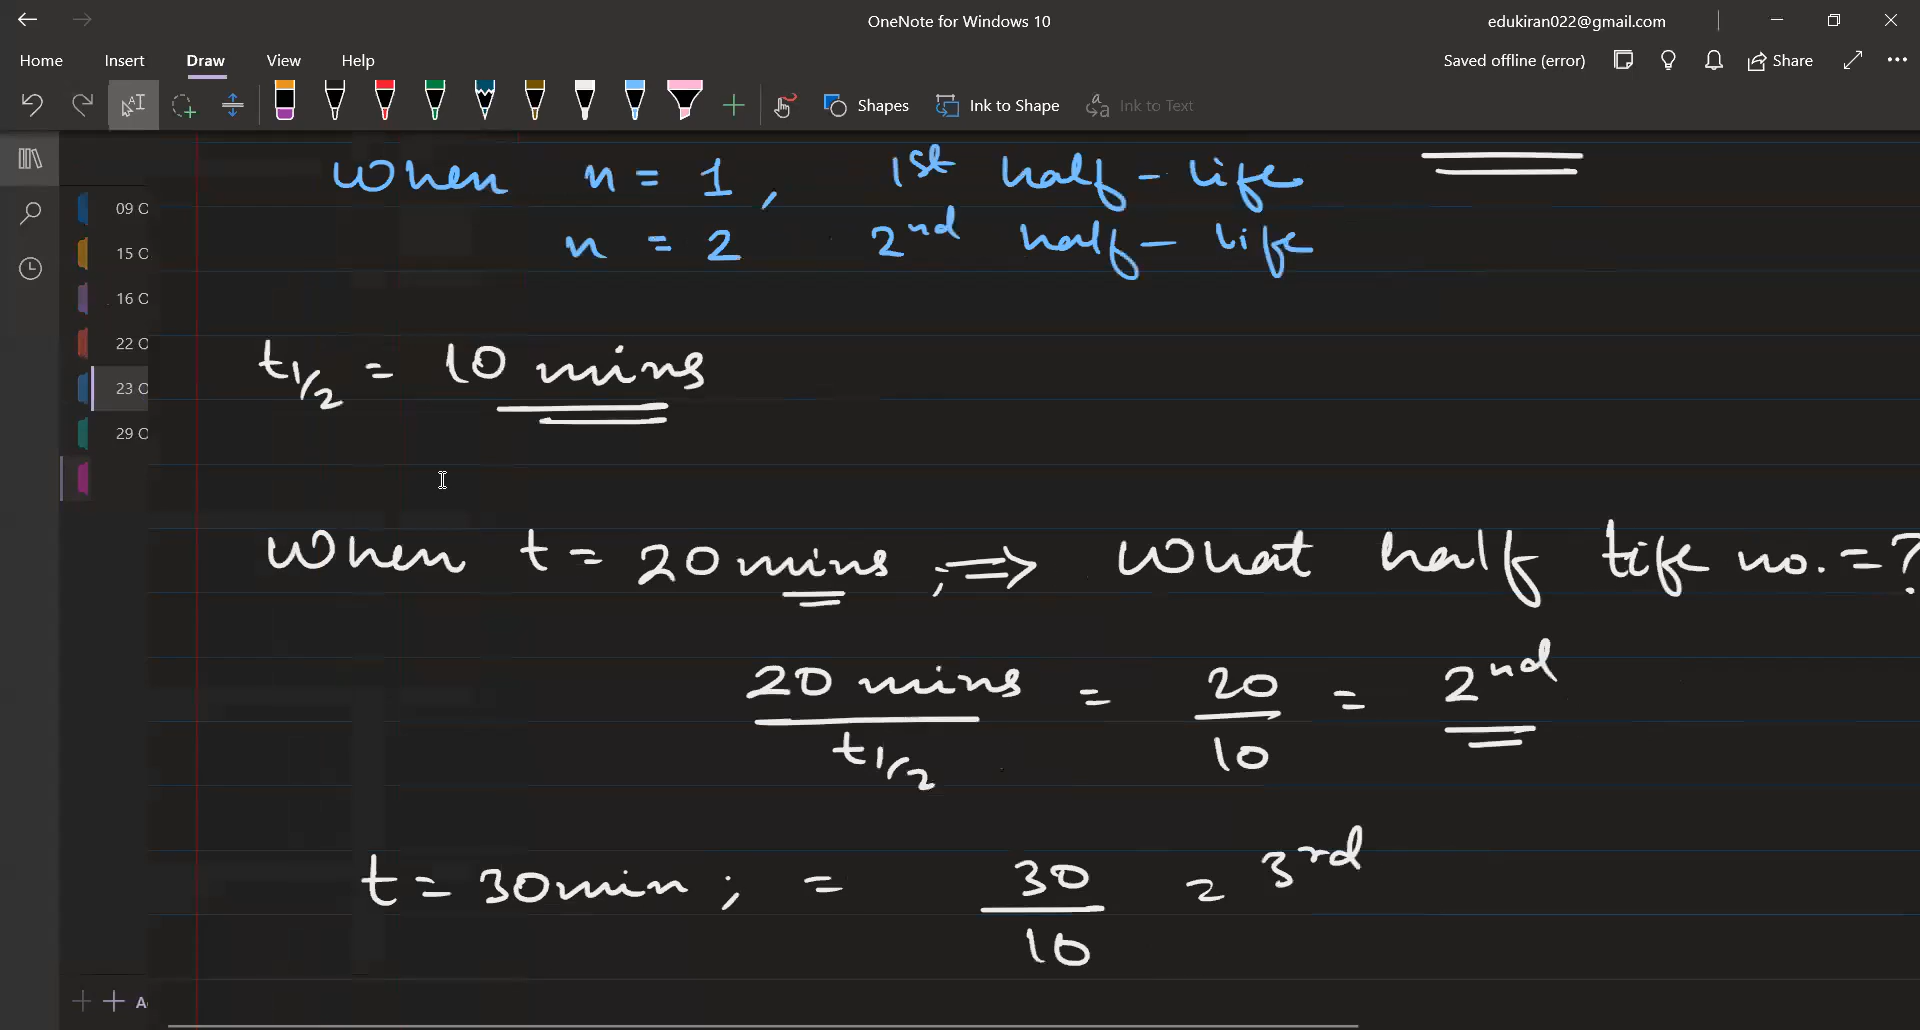 OneNote for Windows 10
edukiran022@gmail.com
Home Insert Draw View Help
Saved offline (error) Share
Shapes Ink to Shape Ink to Text
When n = 1, 1st half - life
n = 2 2nd half - life
09 O
15 O
16 O
22 O
23 O
29 O
t1/2 = 10 mins
When t = 20 mins, ⇒ What half life no. = ?
20 mins / t1/2 = 20 / 10 = 2nd
t = 30 min ; = 30 / 10 = 3rd